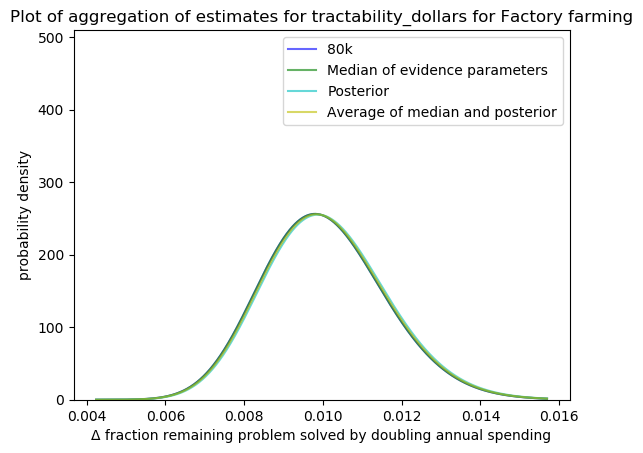 Plot of aggregation of estimates for tractability_dollars for Factory farming
500
400
300
200
100
0
probability density
80k
Median of evidence parameters
Posterior
Average of median and posterior
0.004 0.006 0.008 0.010 0.012 0.014 0.016
Δ fraction remaining problem solved by doubling annual spending